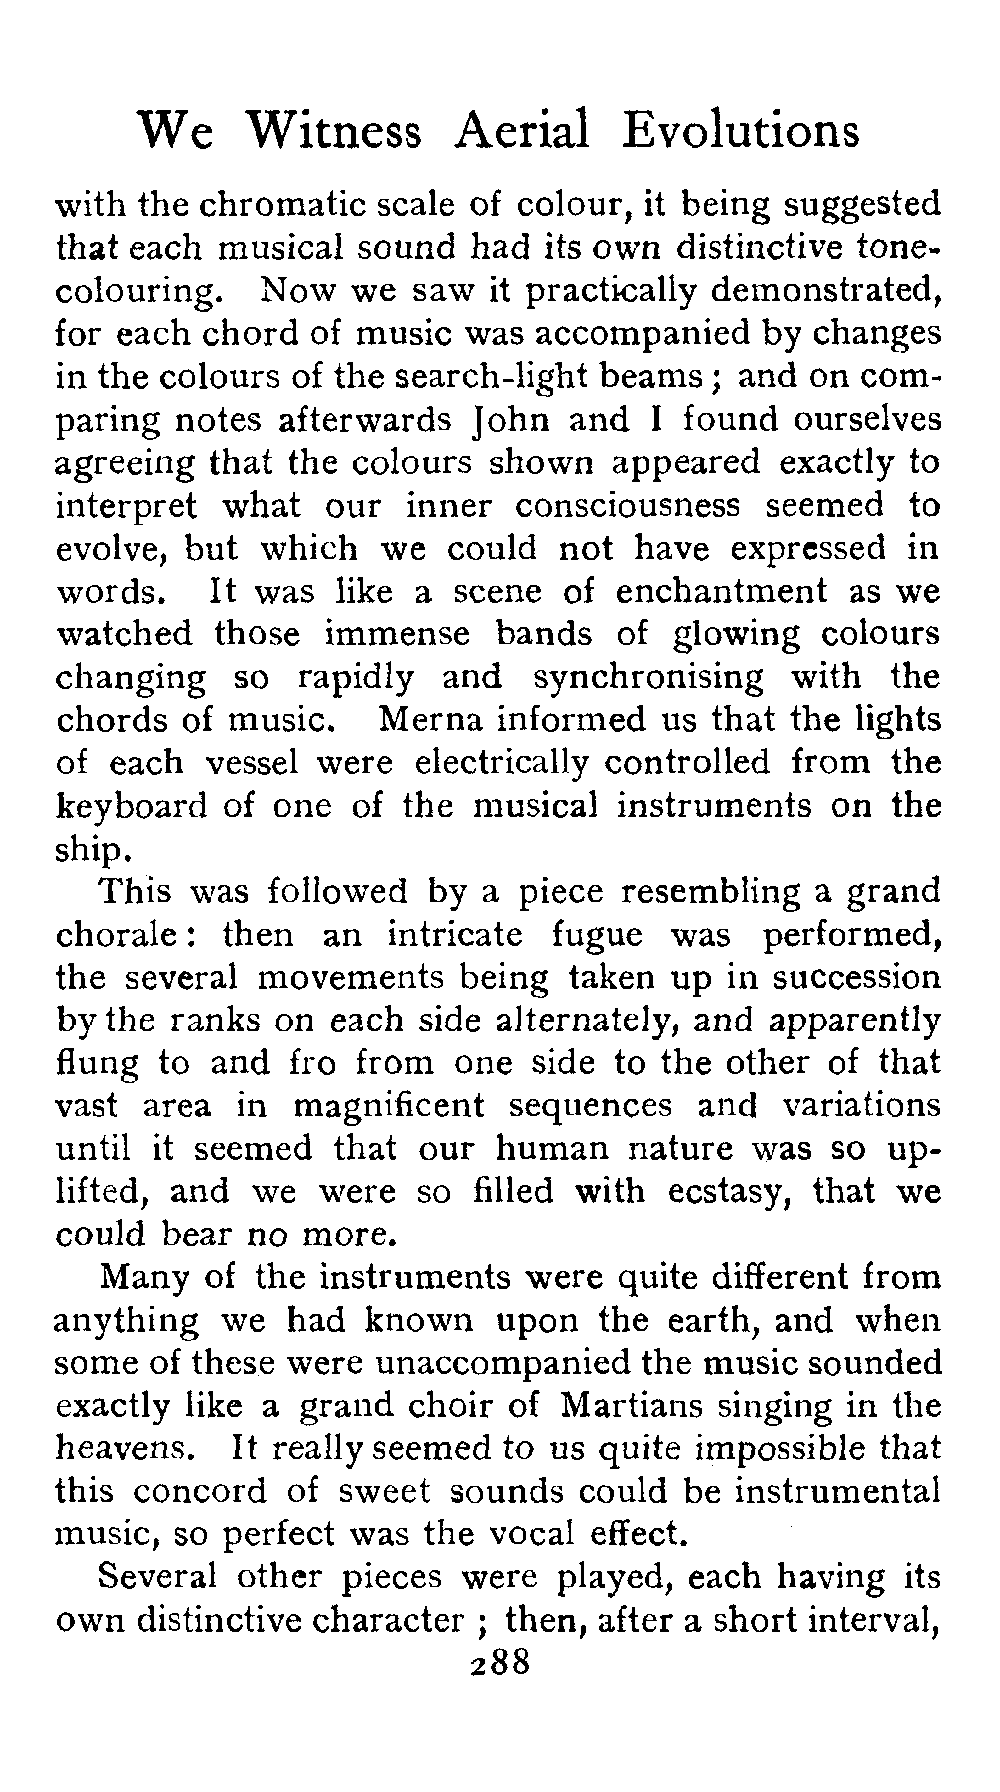 We Witness Aerial Evolutions
with the chromatic scale of colour, it being suggested
that each musical sound had its own distinctive tone-
colouring. Now we saw it practically demonstrated,
for each chord of music was accompanied by changes
in the colours of the search-light beams; and on com-
paring notes afterwards John and I found ourselves
agreeing that the colours shown appeared exactly to
interpret what our inner consciousness seemed to
evolve, but which we could not have expressed in
words. It was like a scene of enchantment as we
watched those immense bands of glowing colours
changing so rapidly and synchronising with the
chords of music. Merna informed us that the lights
of each vessel were electrically controlled from the
keyboard of one of the musical instruments on the
ship.
This was followed by a piece resembling a grand
chorale: then an intricate fugue was performed,
the several movements being taken up in succession
by the ranks on each side alternately, and apparently
flung to and fro from one side to the other of that
vast area in magnificent sequences and variations
until it seemed that our human nature was so up-
lifted, and we were so filled with ecstasy, that we
could bear no more.
Many of the instruments were quite different from
anything we had known upon the earth, and when
some of these were unaccompanied the music sounded
exactly like a grand choir of Martians singing in the
heavens. It really seemed to us quite impossible that
this concord of sweet sounds could be instrumental
music, so perfect was the vocal effect.
Several other pieces were played, each having its
own distinctive character; then, after a short interval,
288